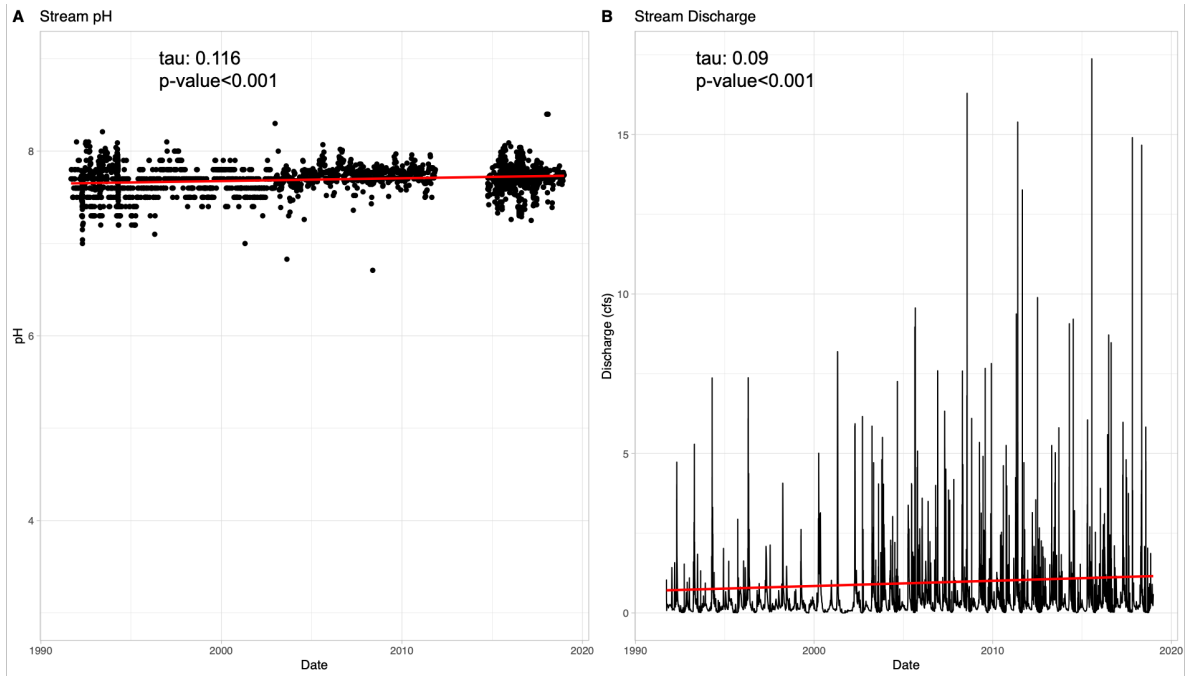 A Stream pH
tau: 0.116
p-value<0.001
8
6
4
pH
1990
2000
2010
2020
Date
B Stream Discharge
tau: 0.09
p-value<0.001
15
10
5
0
Discharge (cfs)
1990
2000
2010
2020
Date